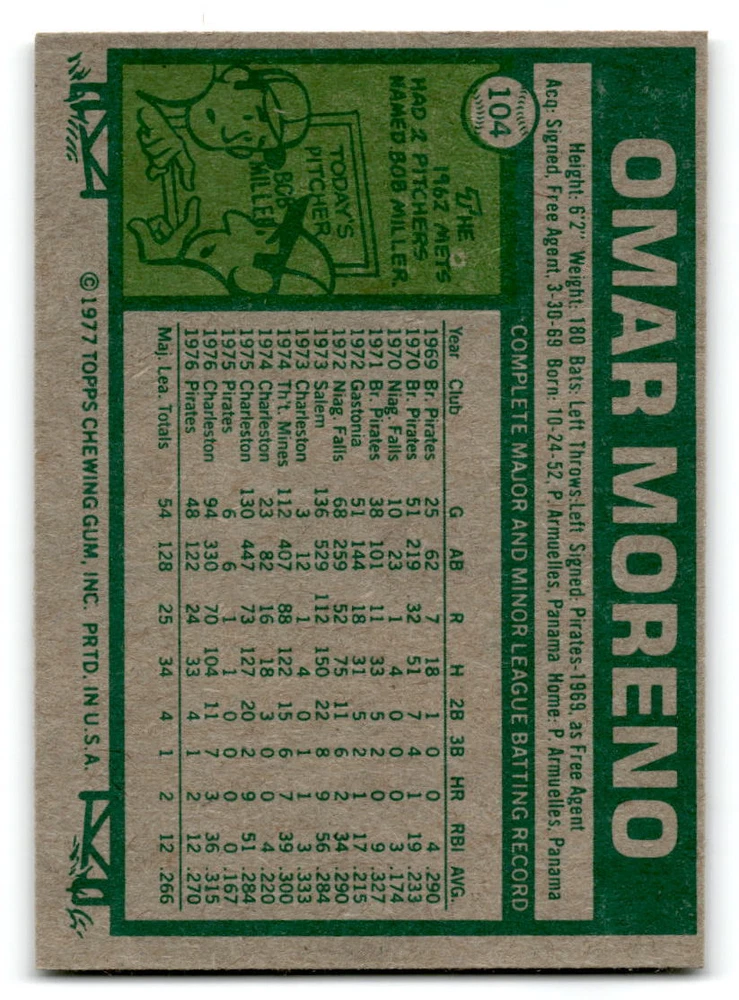 104
OMAR MORENO
Height: 6'2" Weight: 180 Bats: Left Throws: Left Signed: Pirates-1969, as Free Agent
Acq: Signed, Free Agent, 3-30-69 Born: 10-24-52, P. Armuelles, Panama Home: P. Armuelles, Panama
THE
1962 METS
HAD 2 PITCHERS
NAMED BOB MILLER.
TODAY'S
PITCHER
BOB
MILLER
COMPLETE MAJOR AND MINOR LEAGUE BATTING RECORD
Year Club G AB R H 2B 3B HR RBI AVG.
1969 Br. Pirates 25 62 7 18 1 0 0 4 .290
1970 Br. Pirates 51 219 32 51 7 4 1 19 .233
1970 Niag. Falls 10 23 1 4 0 0 0 3 .174
1971 Br. Pirates 38 101 11 33 5 2 0 9 .327
1972 Gastonia 51 144 18 31 5 2 1 17 .215
1972 Niag. Falls 68 259 52 75 11 6 2 34 .290
1973 Salem 136 529 112 150 22 8 9 56 .284
1973 Charleston 3 12 1 4 0 0 1 3 .333
1974 Th't. Mines 112 407 88 122 15 6 7 39 .300
1974 Charleston 23 82 16 18 3 0 0 4 .220
1975 Charleston 130 447 73 127 20 2 9 51 .284
1975 Pirates 6 6 1 1 0 0 0 0 .167
1976 Charleston 94 330 70 104 11 7 3 36 .315
1976 Pirates 48 122 24 33 4 1 2 12 .270
Maj. Lea. Totals 54 128 25 34 4 1 2 12 .266
© 1977 TOPPS CHEWING GUM, INC. PRTD. IN U.S.A.